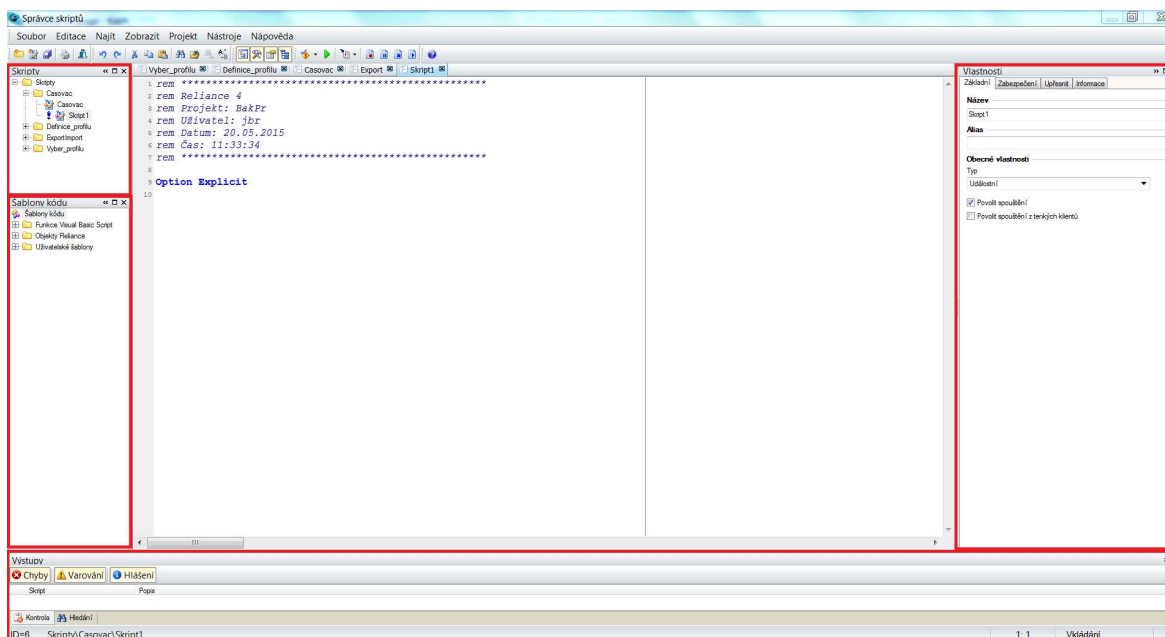 Správce skriptů
Soubor Editace Najít Zobrazit Projekt Nástroje Nápověda
Skripty
Skripty
Casovac
Casovac
Skript1
Definice_profilu
ExportImport
Vyber_profilu
Šablony kódu
Šablony kódu
Funkce Visual Basic Script
Objekty Reliance
Uživatelské šablony
Vyber_profilu Definice_profilu Casovac Export Skript1
1 rem **************************************************
2 rem Reliance 4
3 rem Projekt: BakPr
4 rem Uživatel: jbr
5 rem Datum: 20.05.2015
6 rem Čas: 11:33:34
7 rem **************************************************
8
9 Option Explicit
10
Vlastnosti
Základní Zabezpečení Upřesnit Informace
Název
Skript1
Alias
Obecné vlastnosti
Typ
Událostní
Povolit spouštění
Povolit spouštění z tenkých klientů
Výstupy
Chyby Varování Hlášení
Skript Popis
Kontrola Hledání
ID=6 Skripty\Casovac\Skript1 1: 1 Vkládání